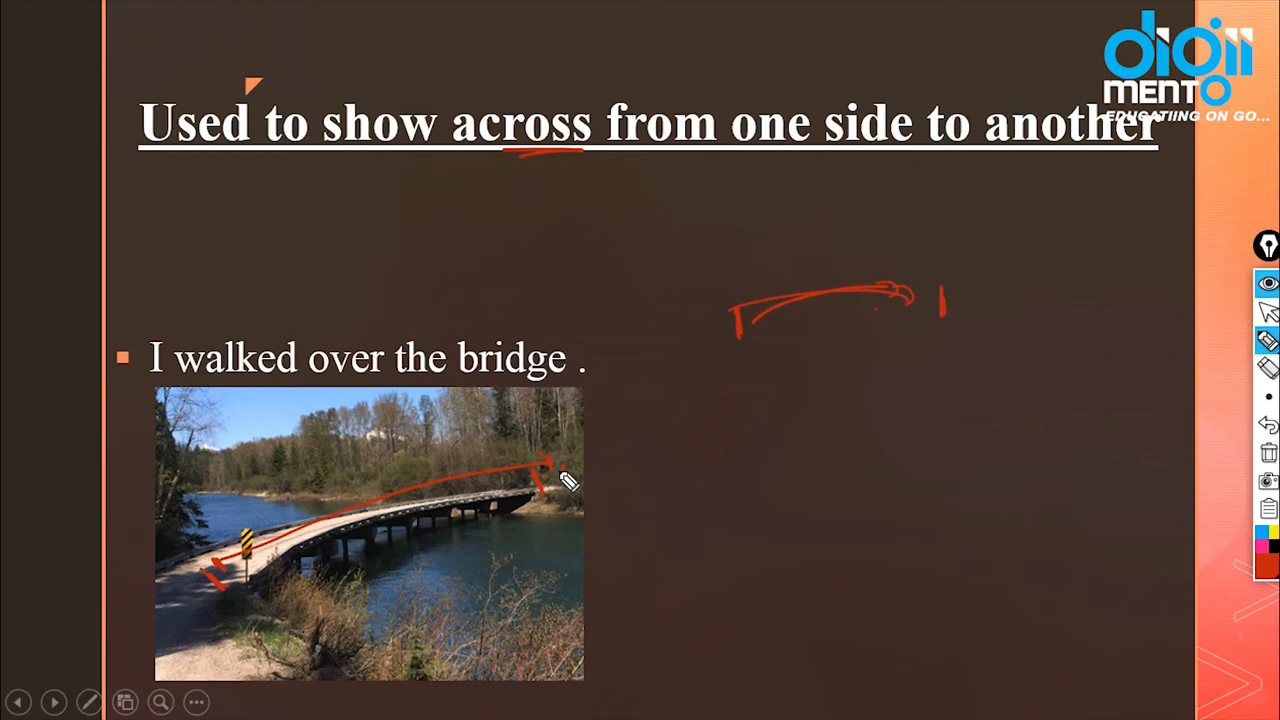 digii
MENTO
EDUCATIING ON GO...
Used to show across from one side to another
I walked over the bridge .